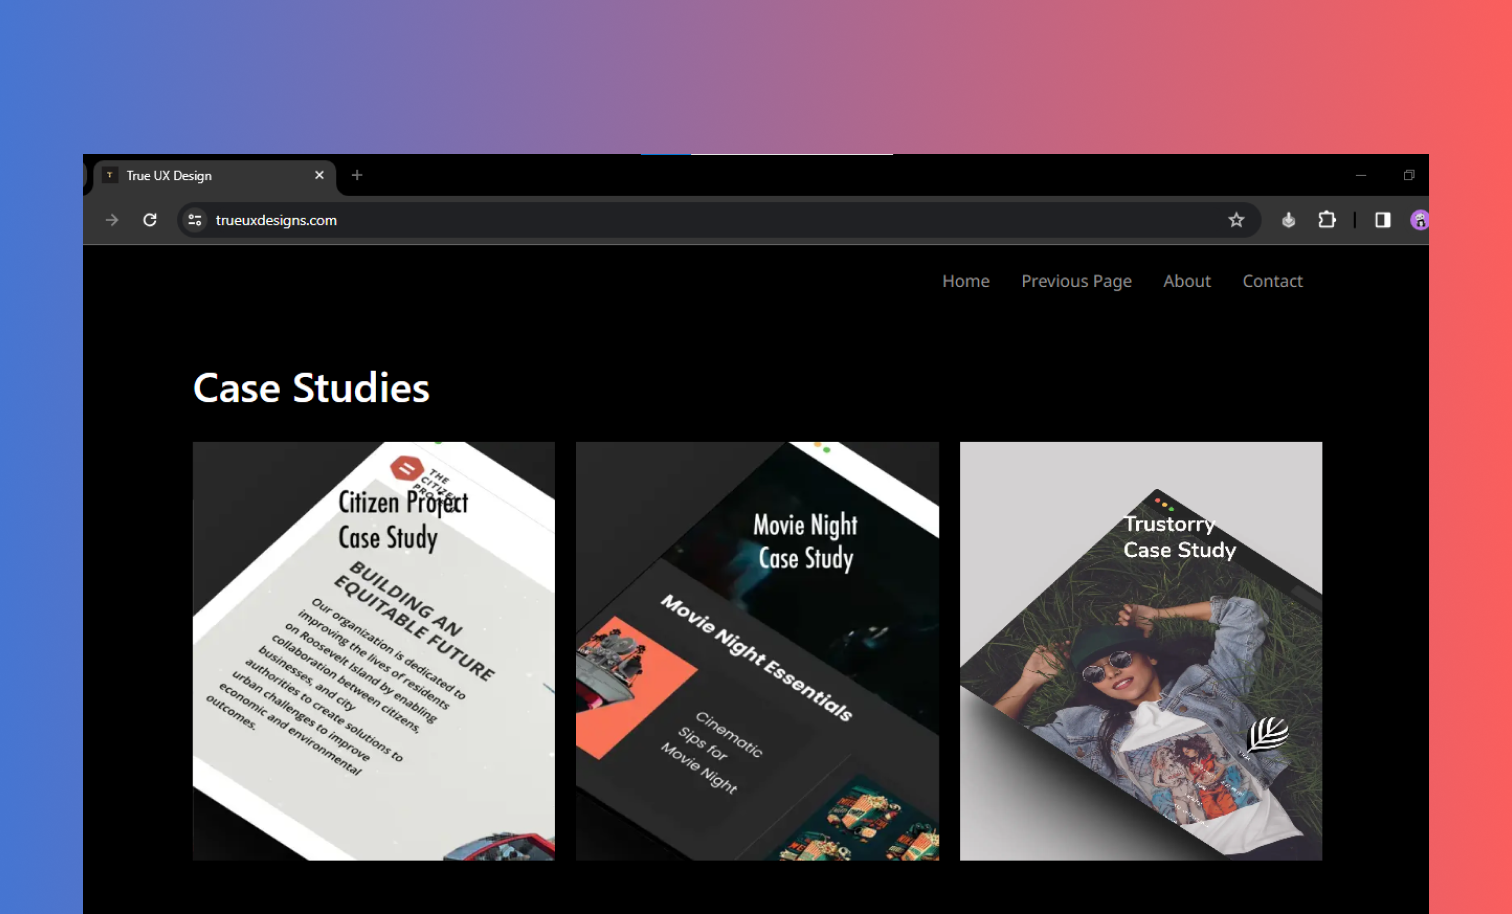 True UX Design
trueuxdesigns.com
Home Previous Page About Contact
Case Studies
THE
CITIZEN
Citizen Project
Case Study
BUILDING AN
EQUITABLE FUTURE
Our organization is dedicated to
improving the lives of residents
on Roosevelt Island by enabling
collaboration between citizens,
businesses, and city
authorities to create solutions to
urban challenges to improve
economic and environmental
outcomes.
Movie Night
Case Study
Movie Night Essentials
Cinematic
Sips for
Movie Night
Trustorry
Case Study